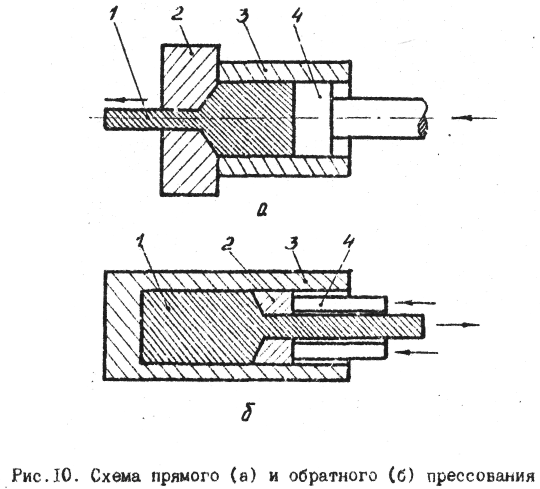 1 2 3 4
а
1 2 3 4
б
Рис.10. Схема прямого (а) и обратного (б) прессования